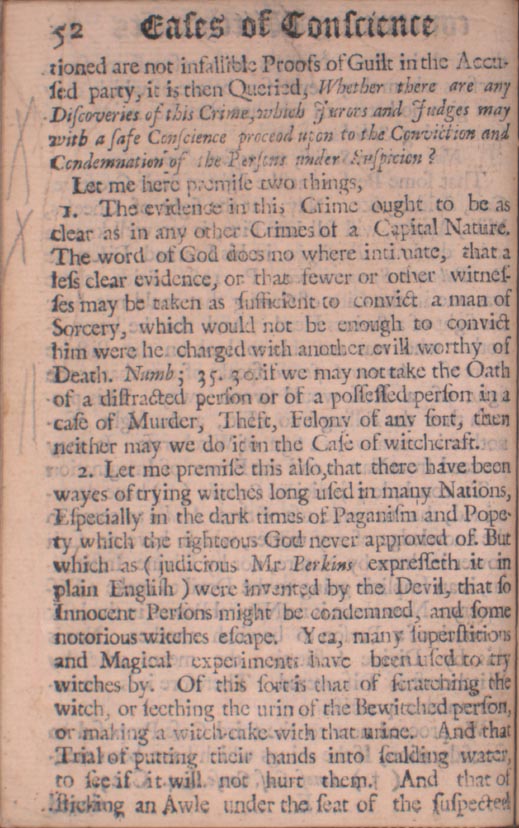 52 Eaſes of Conſcience
tioned are not infallible Proofs of Guilt in the Accu-
ſed party, it is then Queried, Whether there are any
Diſcoveries of this Crime, which Jurors and Judges may
with a ſafe Conſcience proceed upon to the Conviction and
Condemnation of the Perſons under Suſpicion?
Let me here premiſe two things,
1. The evidence in this Crime ought to be as
clear as in any other Crimes of a Capital Nature.
The word of God does no where intimate, that a
leſs clear evidence, or that fewer or other witneſ-
ſes may be taken as ſufficient to convict a man of
Sorcery, which would not be enough to convict
him were he charged with another evill worthy of
Death. Numb; 35. 30. if we may not take the Oath
of a diſtracted perſon or of a poſſeſſed perſon in a
caſe of Murder, Theft, Felony of any ſort, then
neither may we do it in the Caſe of witchcraft.
2. Let me premiſe this alſo, that there have been
wayes of trying witches long uſed in many Nations,
Eſpecially in the dark times of Paganiſm and Pope-
ty which the righteous God never approved of. But
which as (judicious Mr. Perkins expreſſeth it in
plain Engliſh) were invented by the Devil, that ſo
Innocent Perſons might be condemned, and ſome
notorious witches eſcape. Yea, many ſuperſtitious
and Magical experiments have been uſed to try
witches by. Of this ſort is that of ſcratching the
witch, or ſeething the urin of the Bewitched perſon,
or making a witch-cake with that urine. And that
Trial of putting their hands into ſcalding water,
to ſee if it will not hurt them. And that of
ſticking an Awle under the ſeat of the ſuſpected